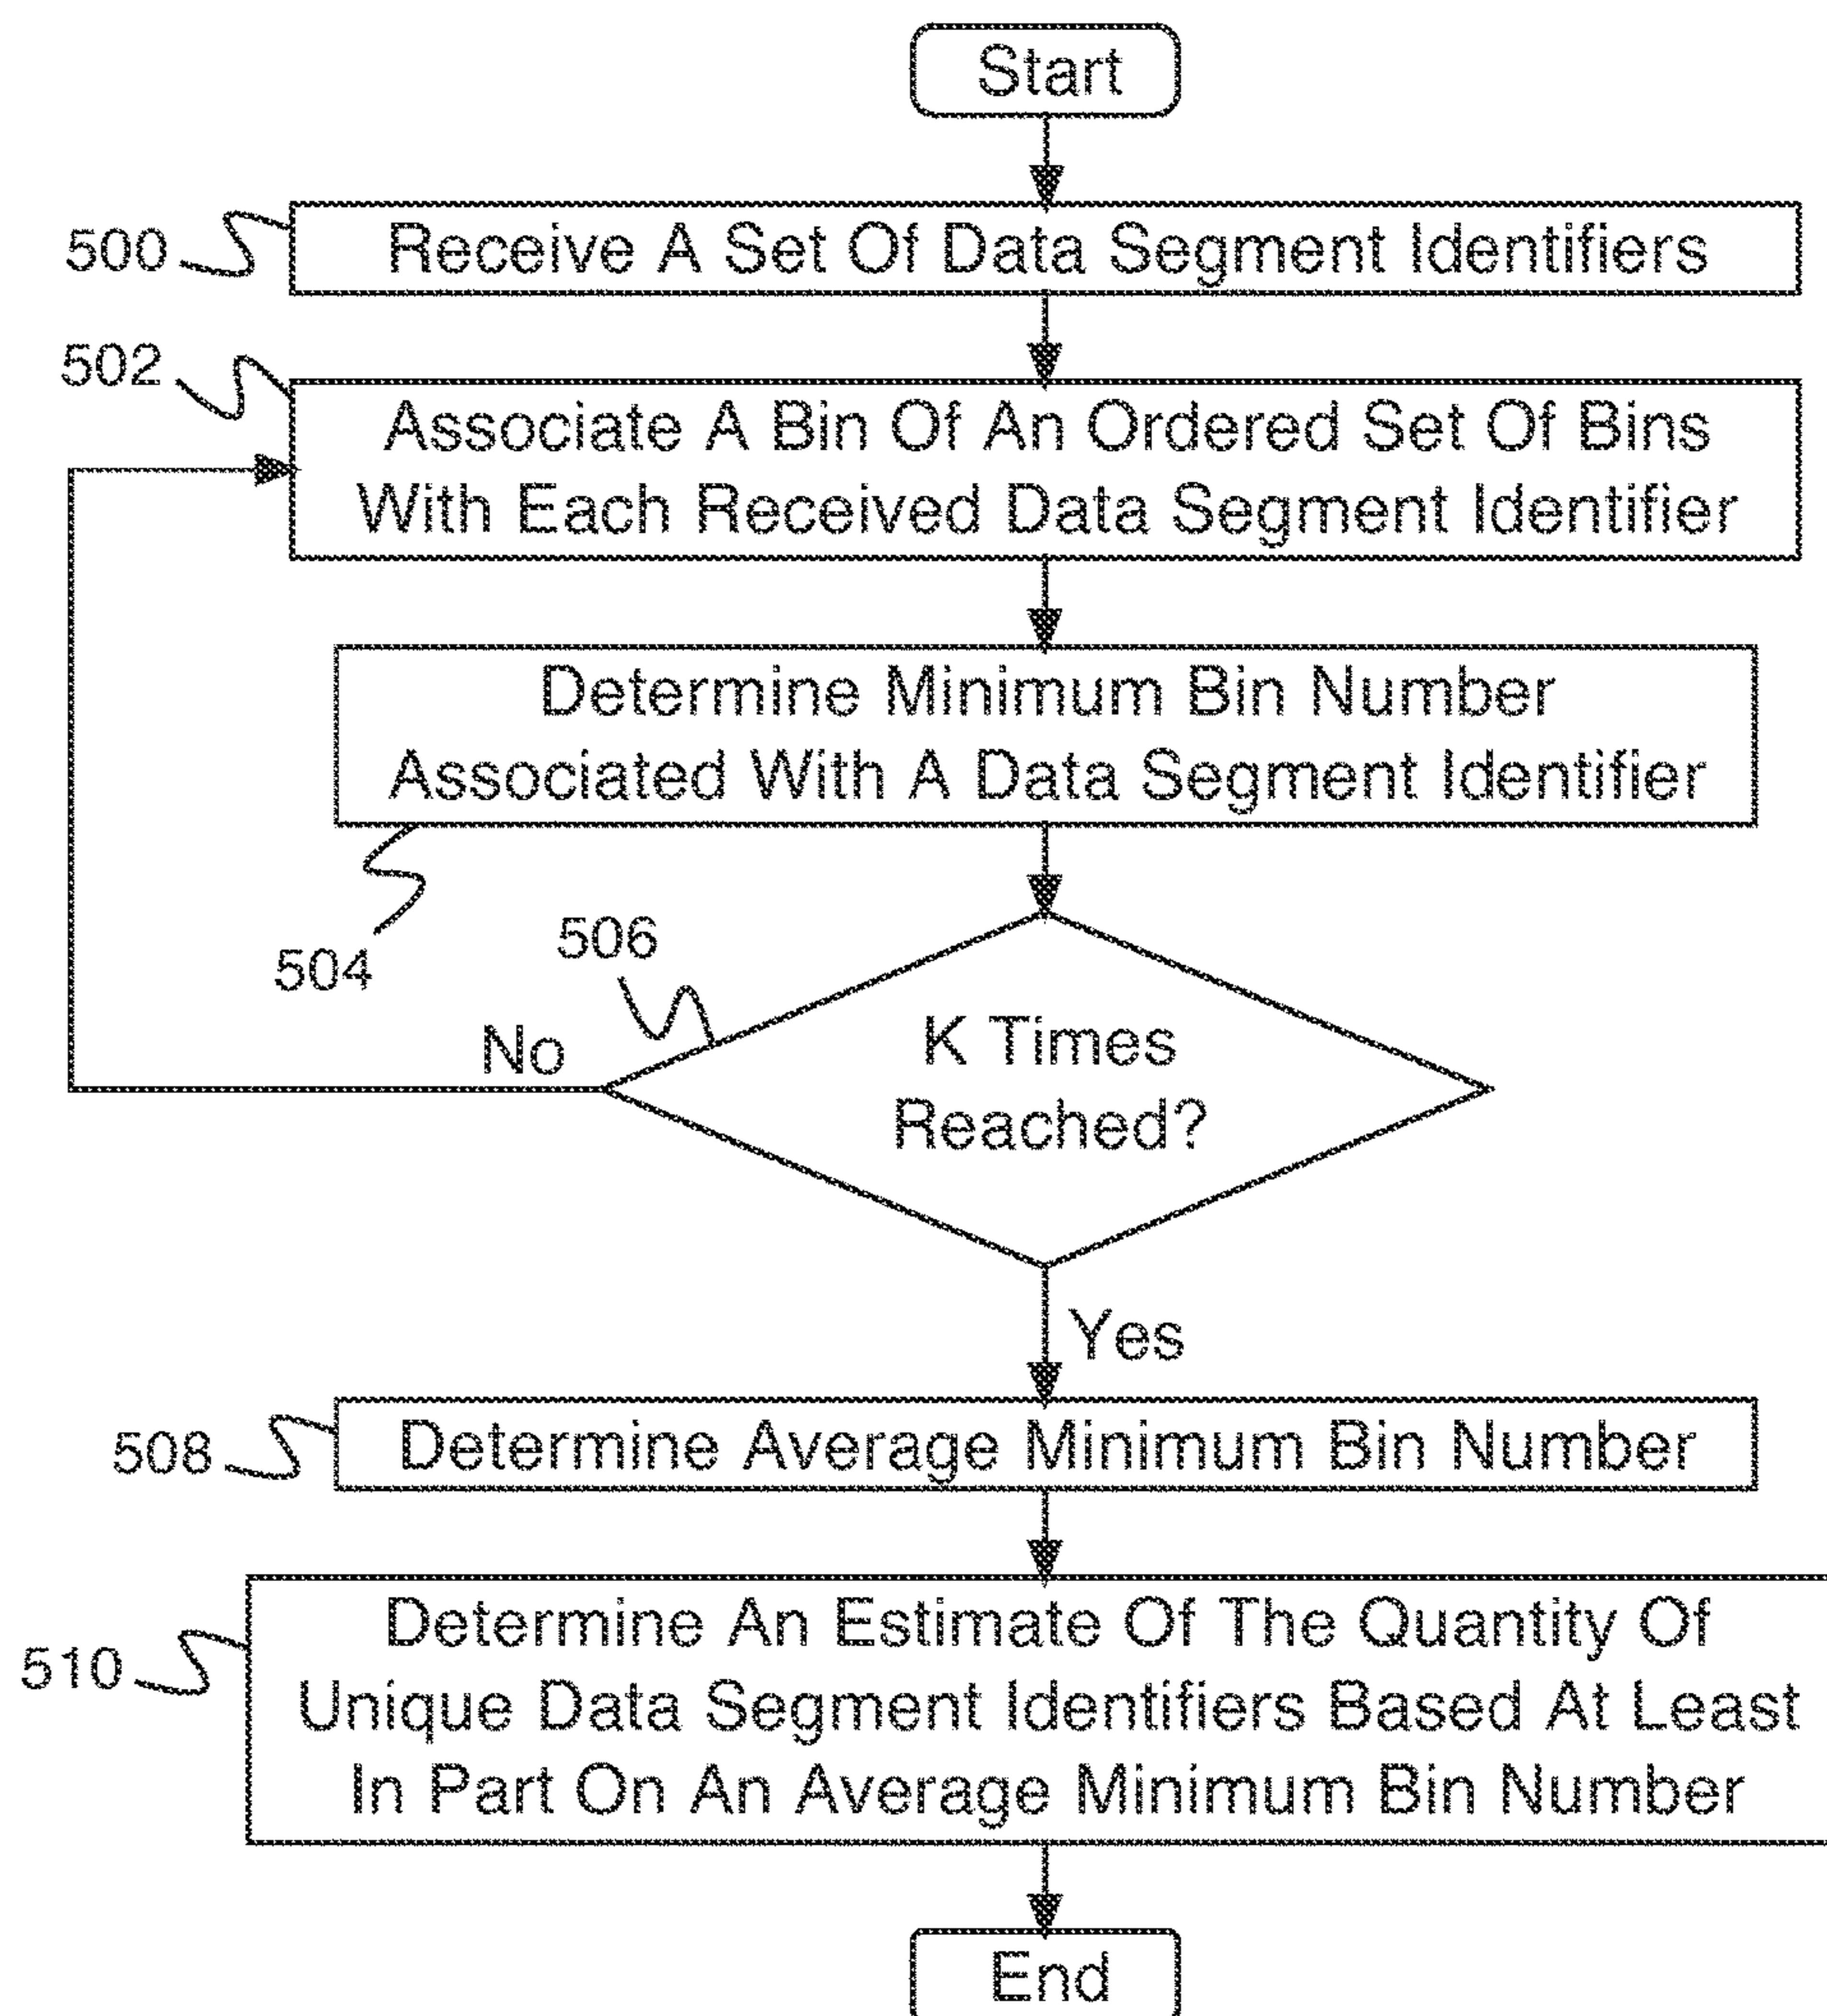 Start
500
Receive A Set Of Data Segment Identifiers
502
Associate A Bin Of An Ordered Set Of Bins
With Each Received Data Segment Identifier
Determine Minimum Bin Number
Associated With A Data Segment Identifier
504
506
No
K Times
Reached?
Yes
508
Determine Average Minimum Bin Number
510
Determine An Estimate Of The Quantity Of
Unique Data Segment Identifiers Based At Least
In Part On An Average Minimum Bin Number
End